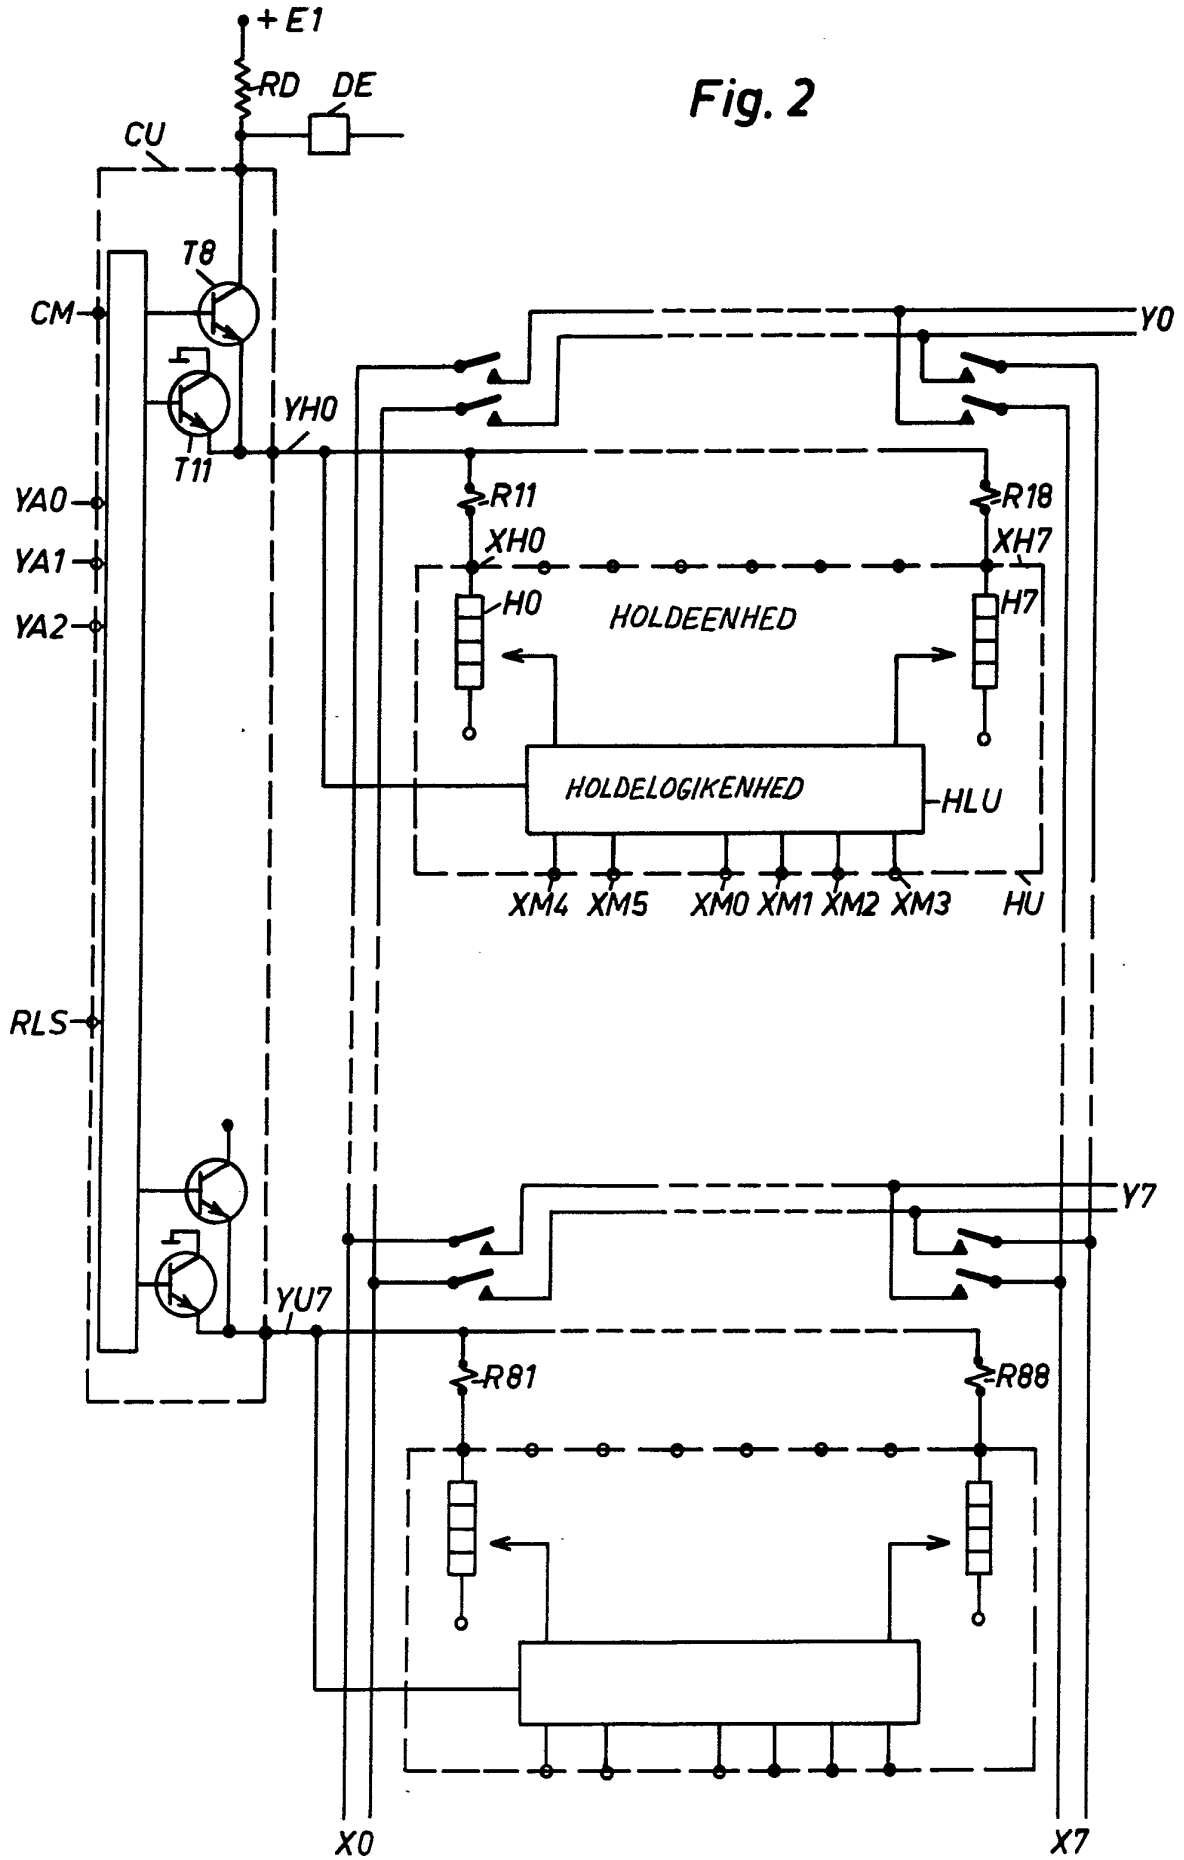 + E1
RD
DE
Fig. 2
CU
T8
CM
Y0
YH0
T11
R11
R18
YA0
XH0
XH7
YA1
H0
H7
HOLDEENHED
YA2
HOLDELOGIKENHED
HLU
XM4
XM5
XM0
XM1
XM2
XM3
HU
RLS
Y7
YU7
R81
R88
X0
X7